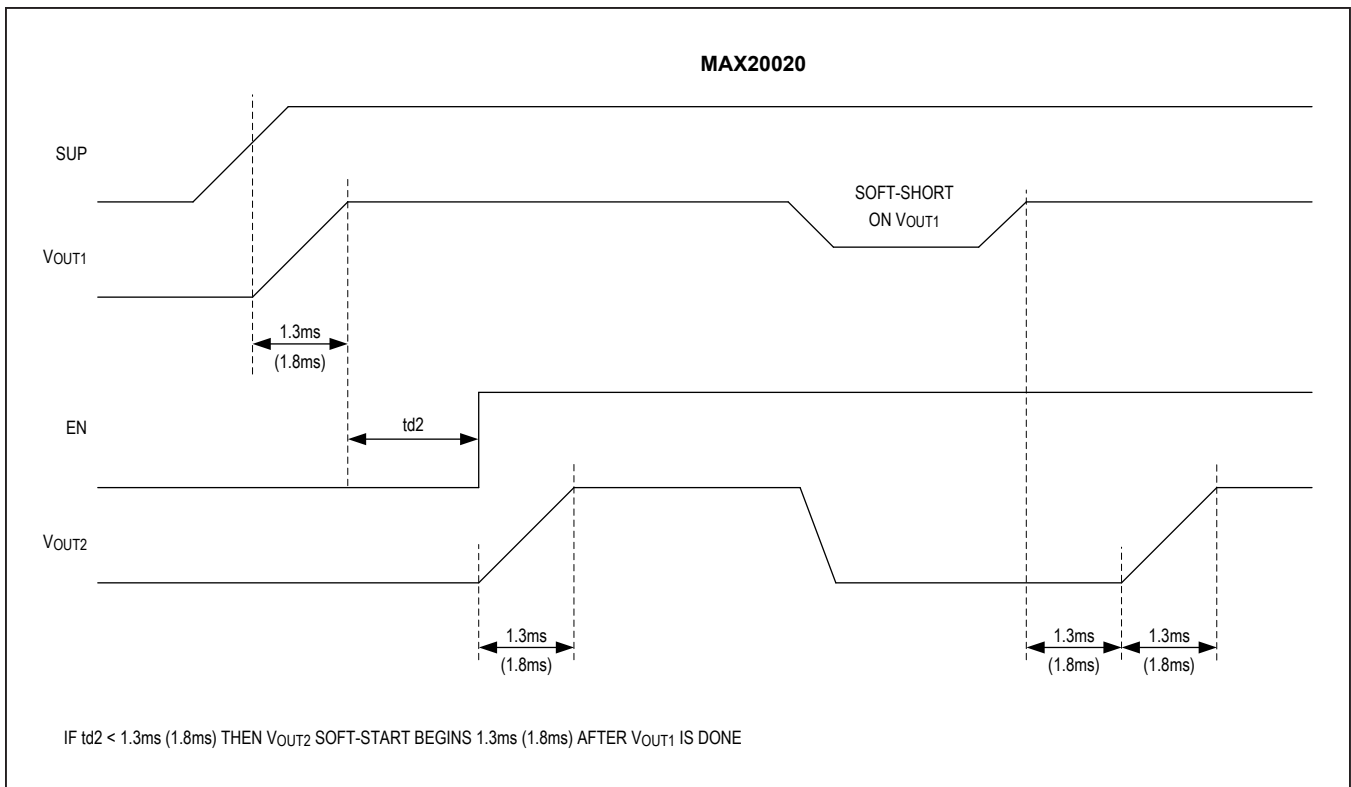 MAX20020
SUP
SOFT-SHORT
ON VOUT1
VOUT1
1.3ms
(1.8ms)
EN
td2
VOUT2
1.3ms
(1.8ms)
1.3ms
(1.8ms)
1.3ms
(1.8ms)
IF td2 < 1.3ms (1.8ms) THEN VOUT2 SOFT-START BEGINS 1.3ms (1.8ms) AFTER VOUT1 IS DONE